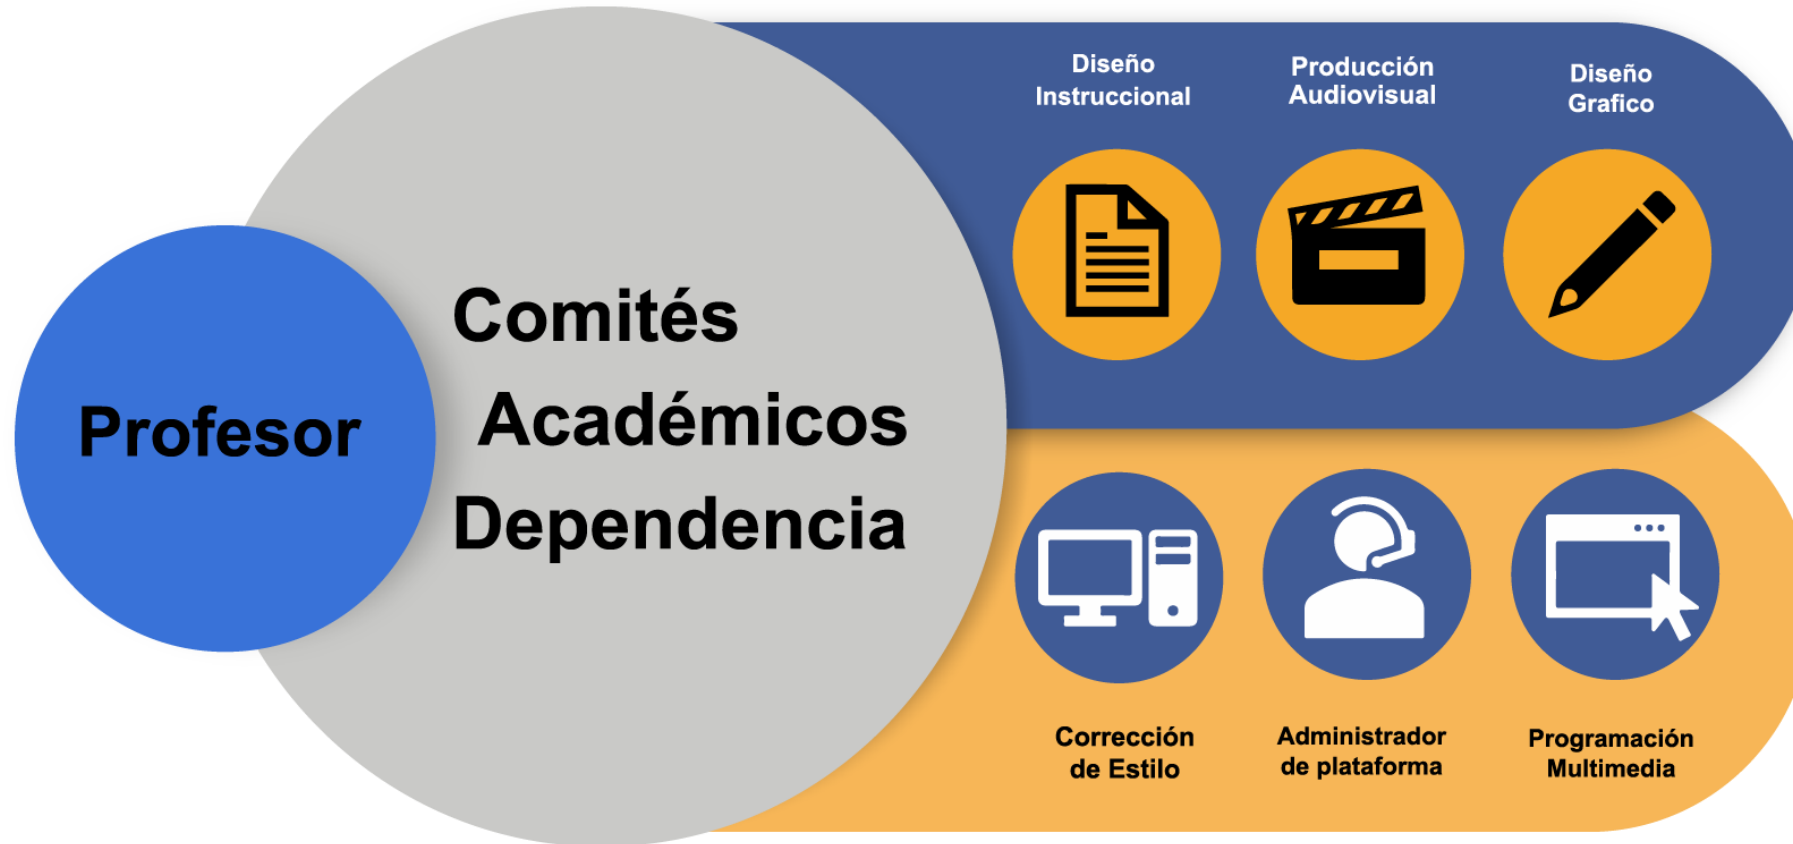 Profesor
Comités
Académicos
Dependencia
Diseño
Instruccional
Producción
Audiovisual
Diseño
Grafico
Corrección
de Estilo
Administrador
de plataforma
Programación
Multimedia